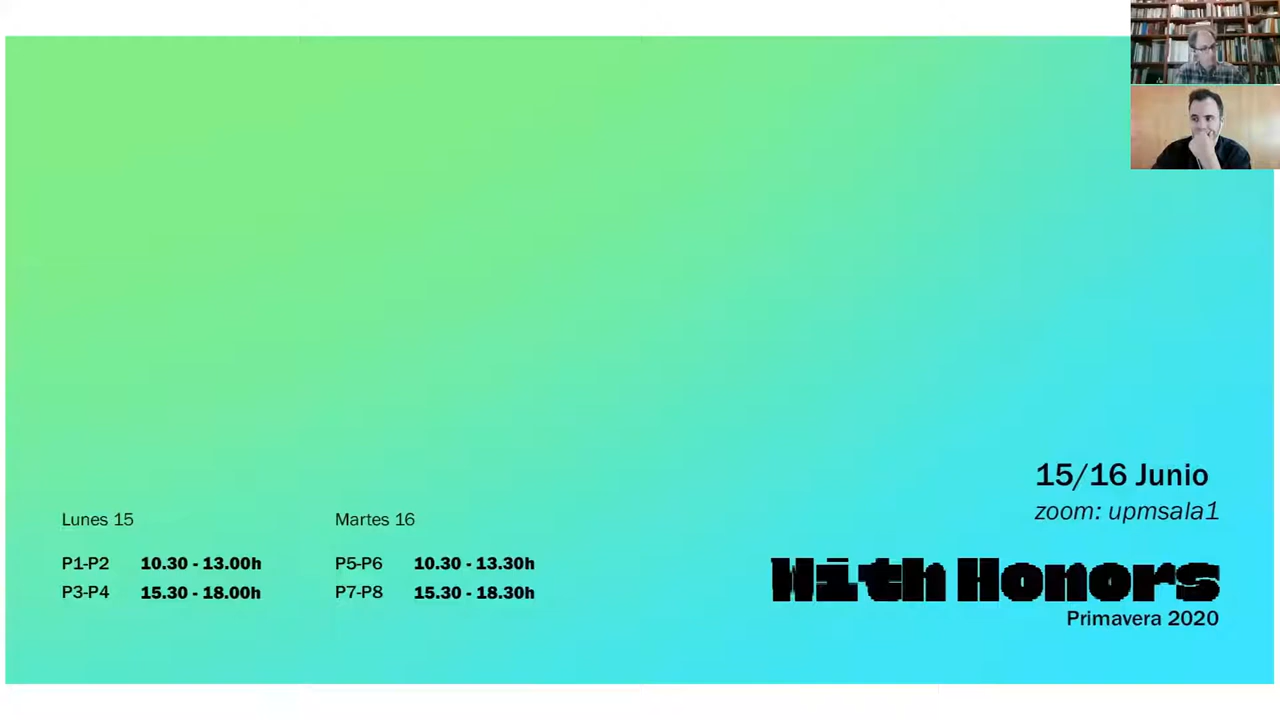 15/16 Junio
zoom: upmsala1
With Honors
Primavera 2020
Lunes 15
P1-P2 10.30 - 13.00h
P3-P4 15.30 - 18.00h
Martes 16
P5-P6 10.30 - 13.30h
P7-P8 15.30 - 18.30h